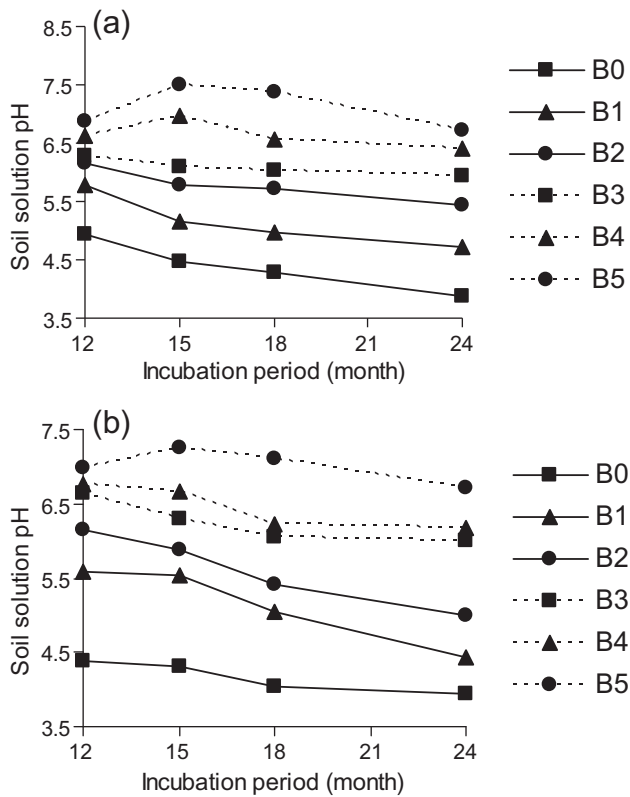 (a)
8.5
7.5
6.5
5.5
4.5
3.5
Soil solution pH
12 15 18 21 24
Incubation period (month)
B0
B1
B2
B3
B4
B5
(b)
7.5
6.5
5.5
4.5
3.5
Soil solution pH
12 15 18 21 24
Incubation period (month)
B0
B1
B2
B3
B4
B5